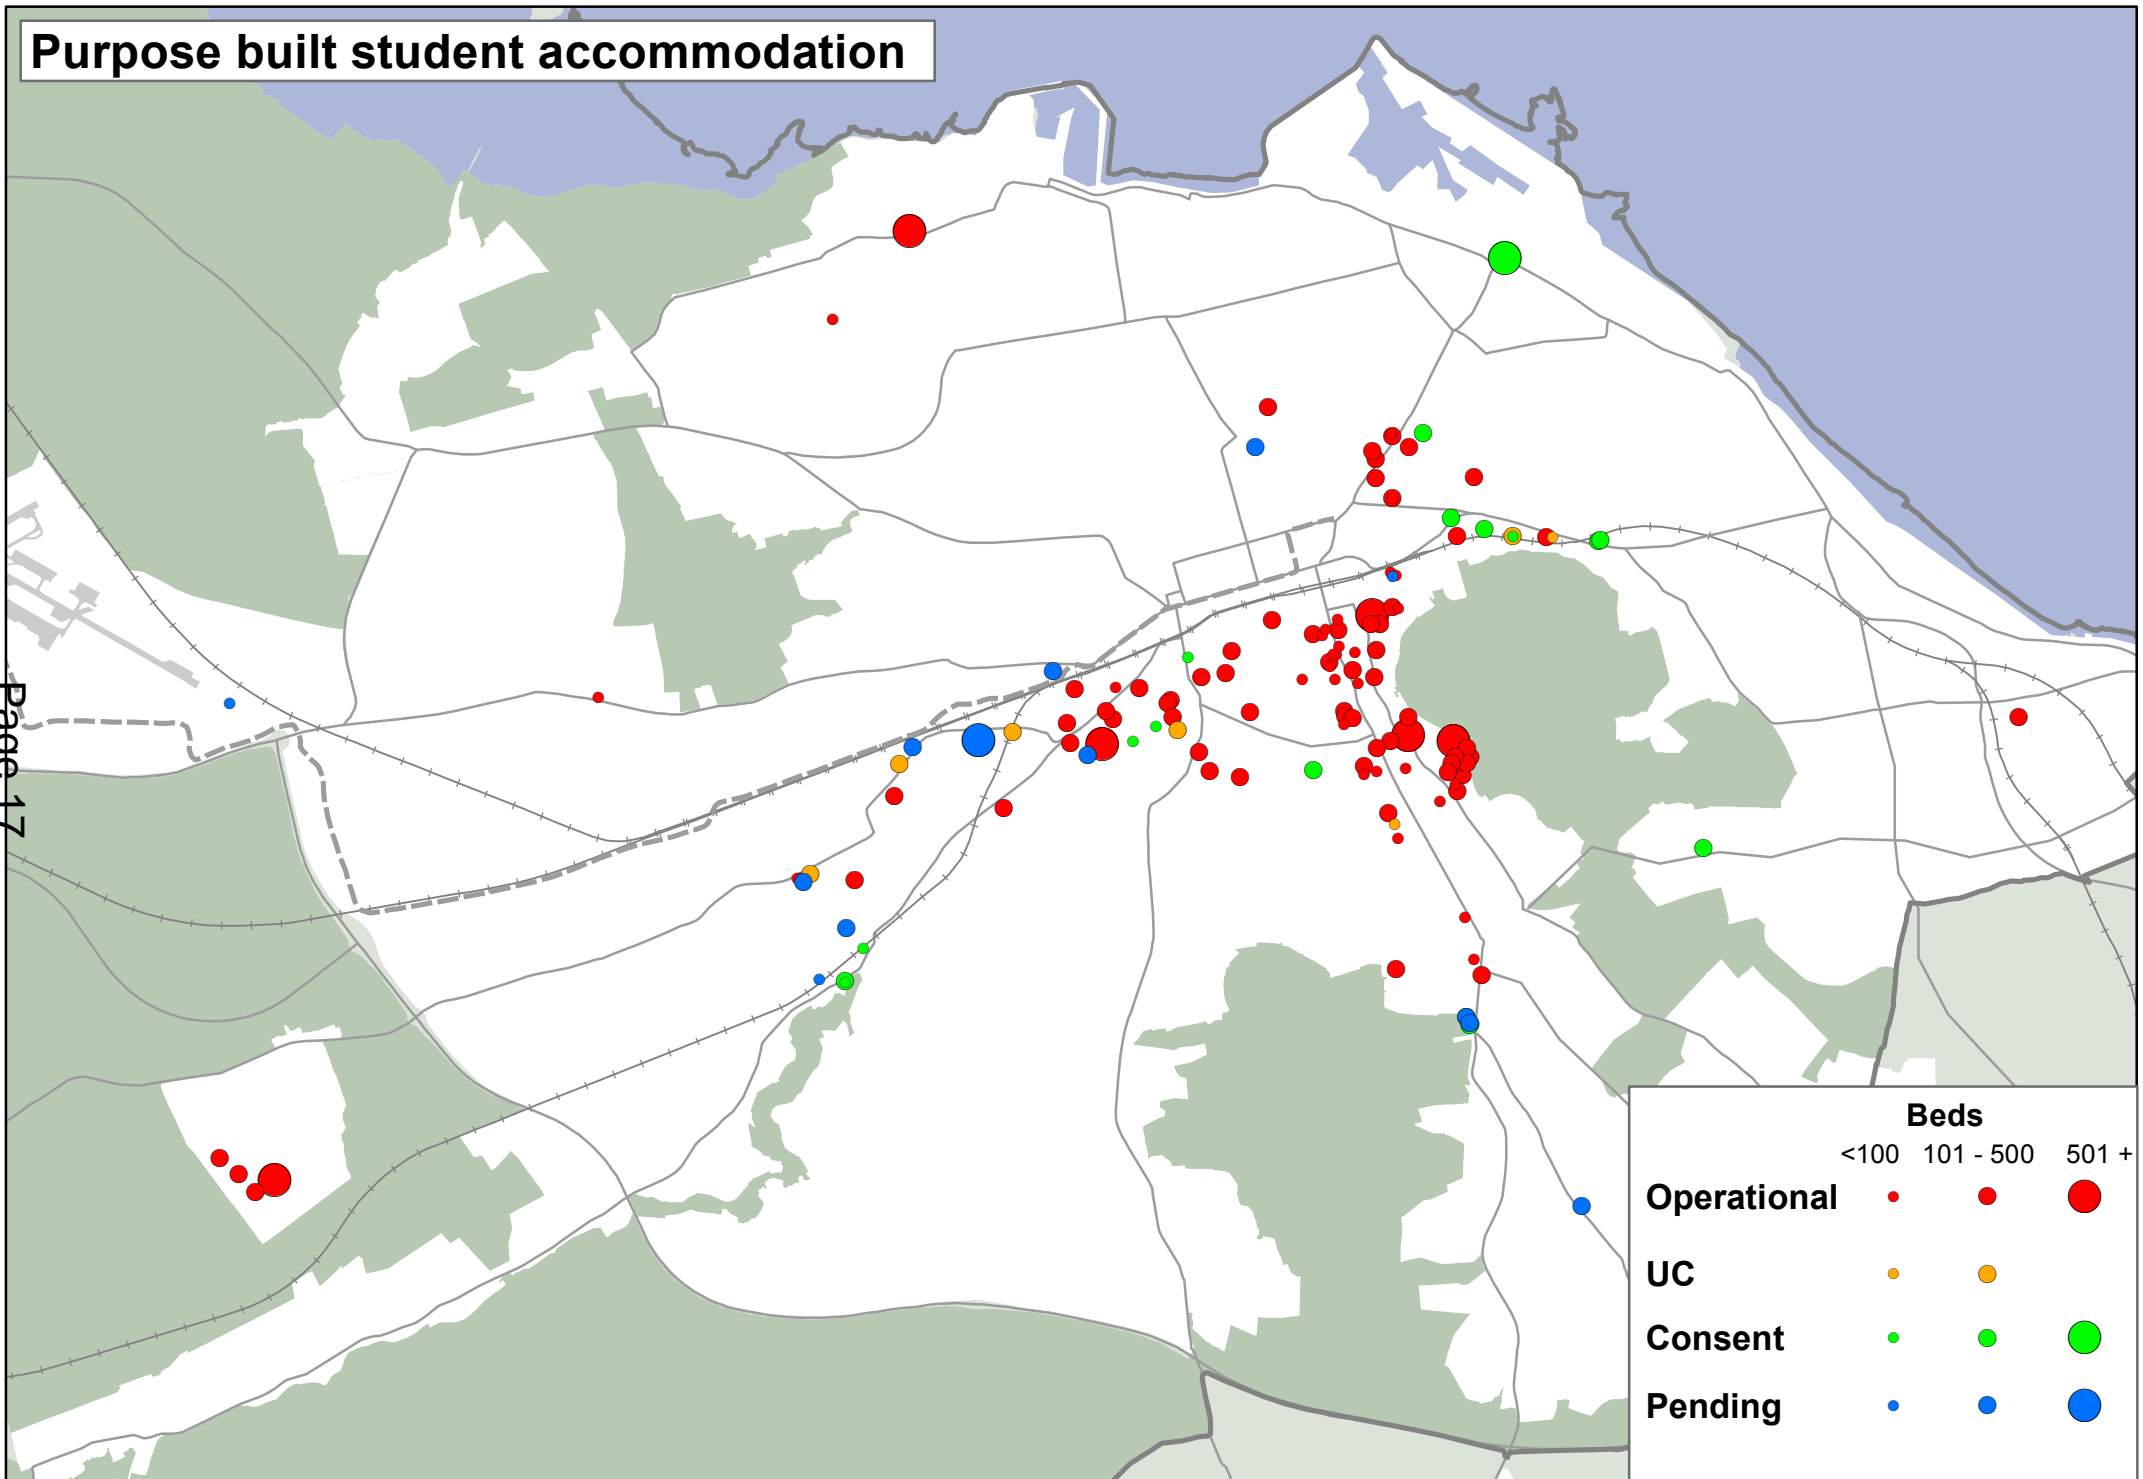 Purpose built student accommodation
Page 17
Beds
<100 101 - 500 501 +
Operational
UC
Consent
Pending